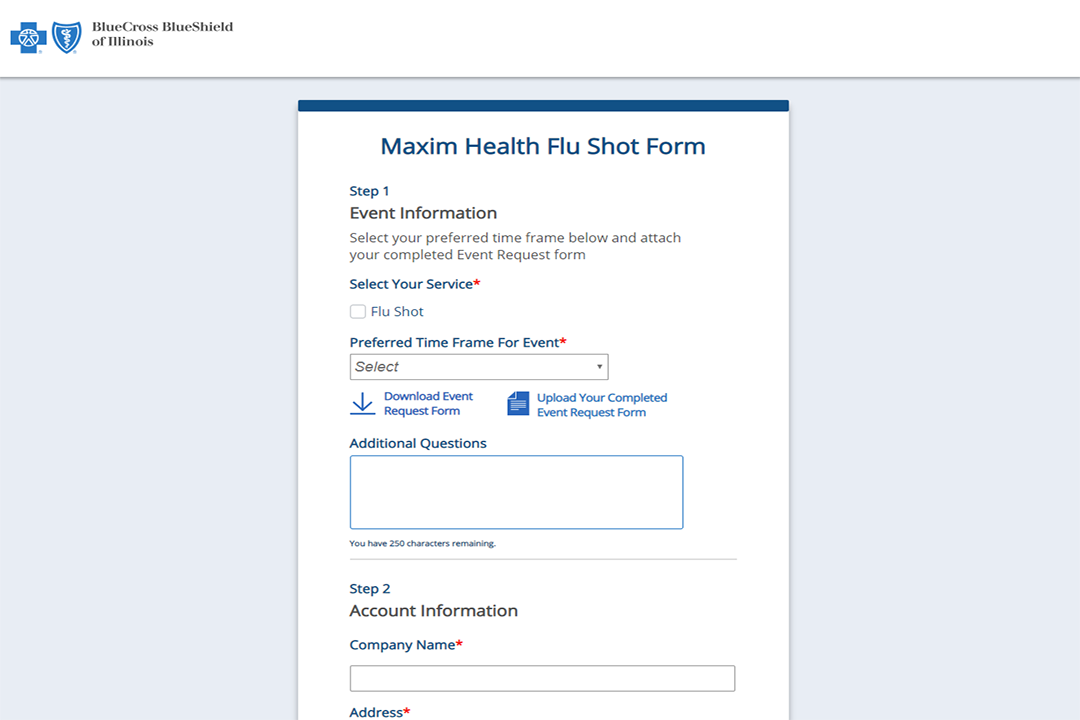 BlueCross BlueShield
of Illinois
Maxim Health Flu Shot Form
Step 1
Event Information
Select your preferred time frame below and attach
your completed Event Request form
Select Your Service*
Flu Shot
Preferred Time Frame For Event*
Select
Download Event
Request Form
Upload Your Completed
Event Request Form
Additional Questions
You have 250 characters remaining.
Step 2
Account Information
Company Name*
Address*